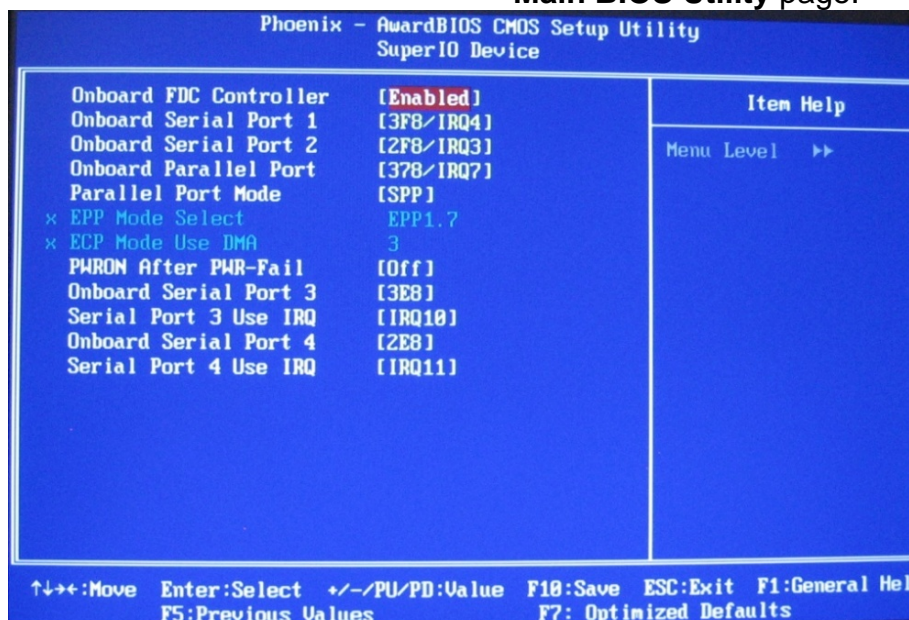 Main BIOS Utility page.
Phoenix - AwardBIOS CMOS Setup Utility
SuperIO Device
Onboard FDC Controller [Enabled]
Onboard Serial Port 1 [3F8/IRQ4]
Onboard Serial Port 2 [2F8/IRQ3]
Onboard Parallel Port [378/IRQ7]
Parallel Port Mode [SPP]
x EPP Mode Select EPP1.7
x ECP Mode Use DMA 3
PWRON After PWR-Fail [Off]
Onboard Serial Port 3 [3E8]
Serial Port 3 Use IRQ [IRQ10]
Onboard Serial Port 4 [2E8]
Serial Port 4 Use IRQ [IRQ11]
Item Help
Menu Level ▸▸
↑↓→←:Move Enter:Select +/-/PU/PD:Value F10:Save ESC:Exit F1:General Hel
F5:Previous Values F7: Optimized Defaults